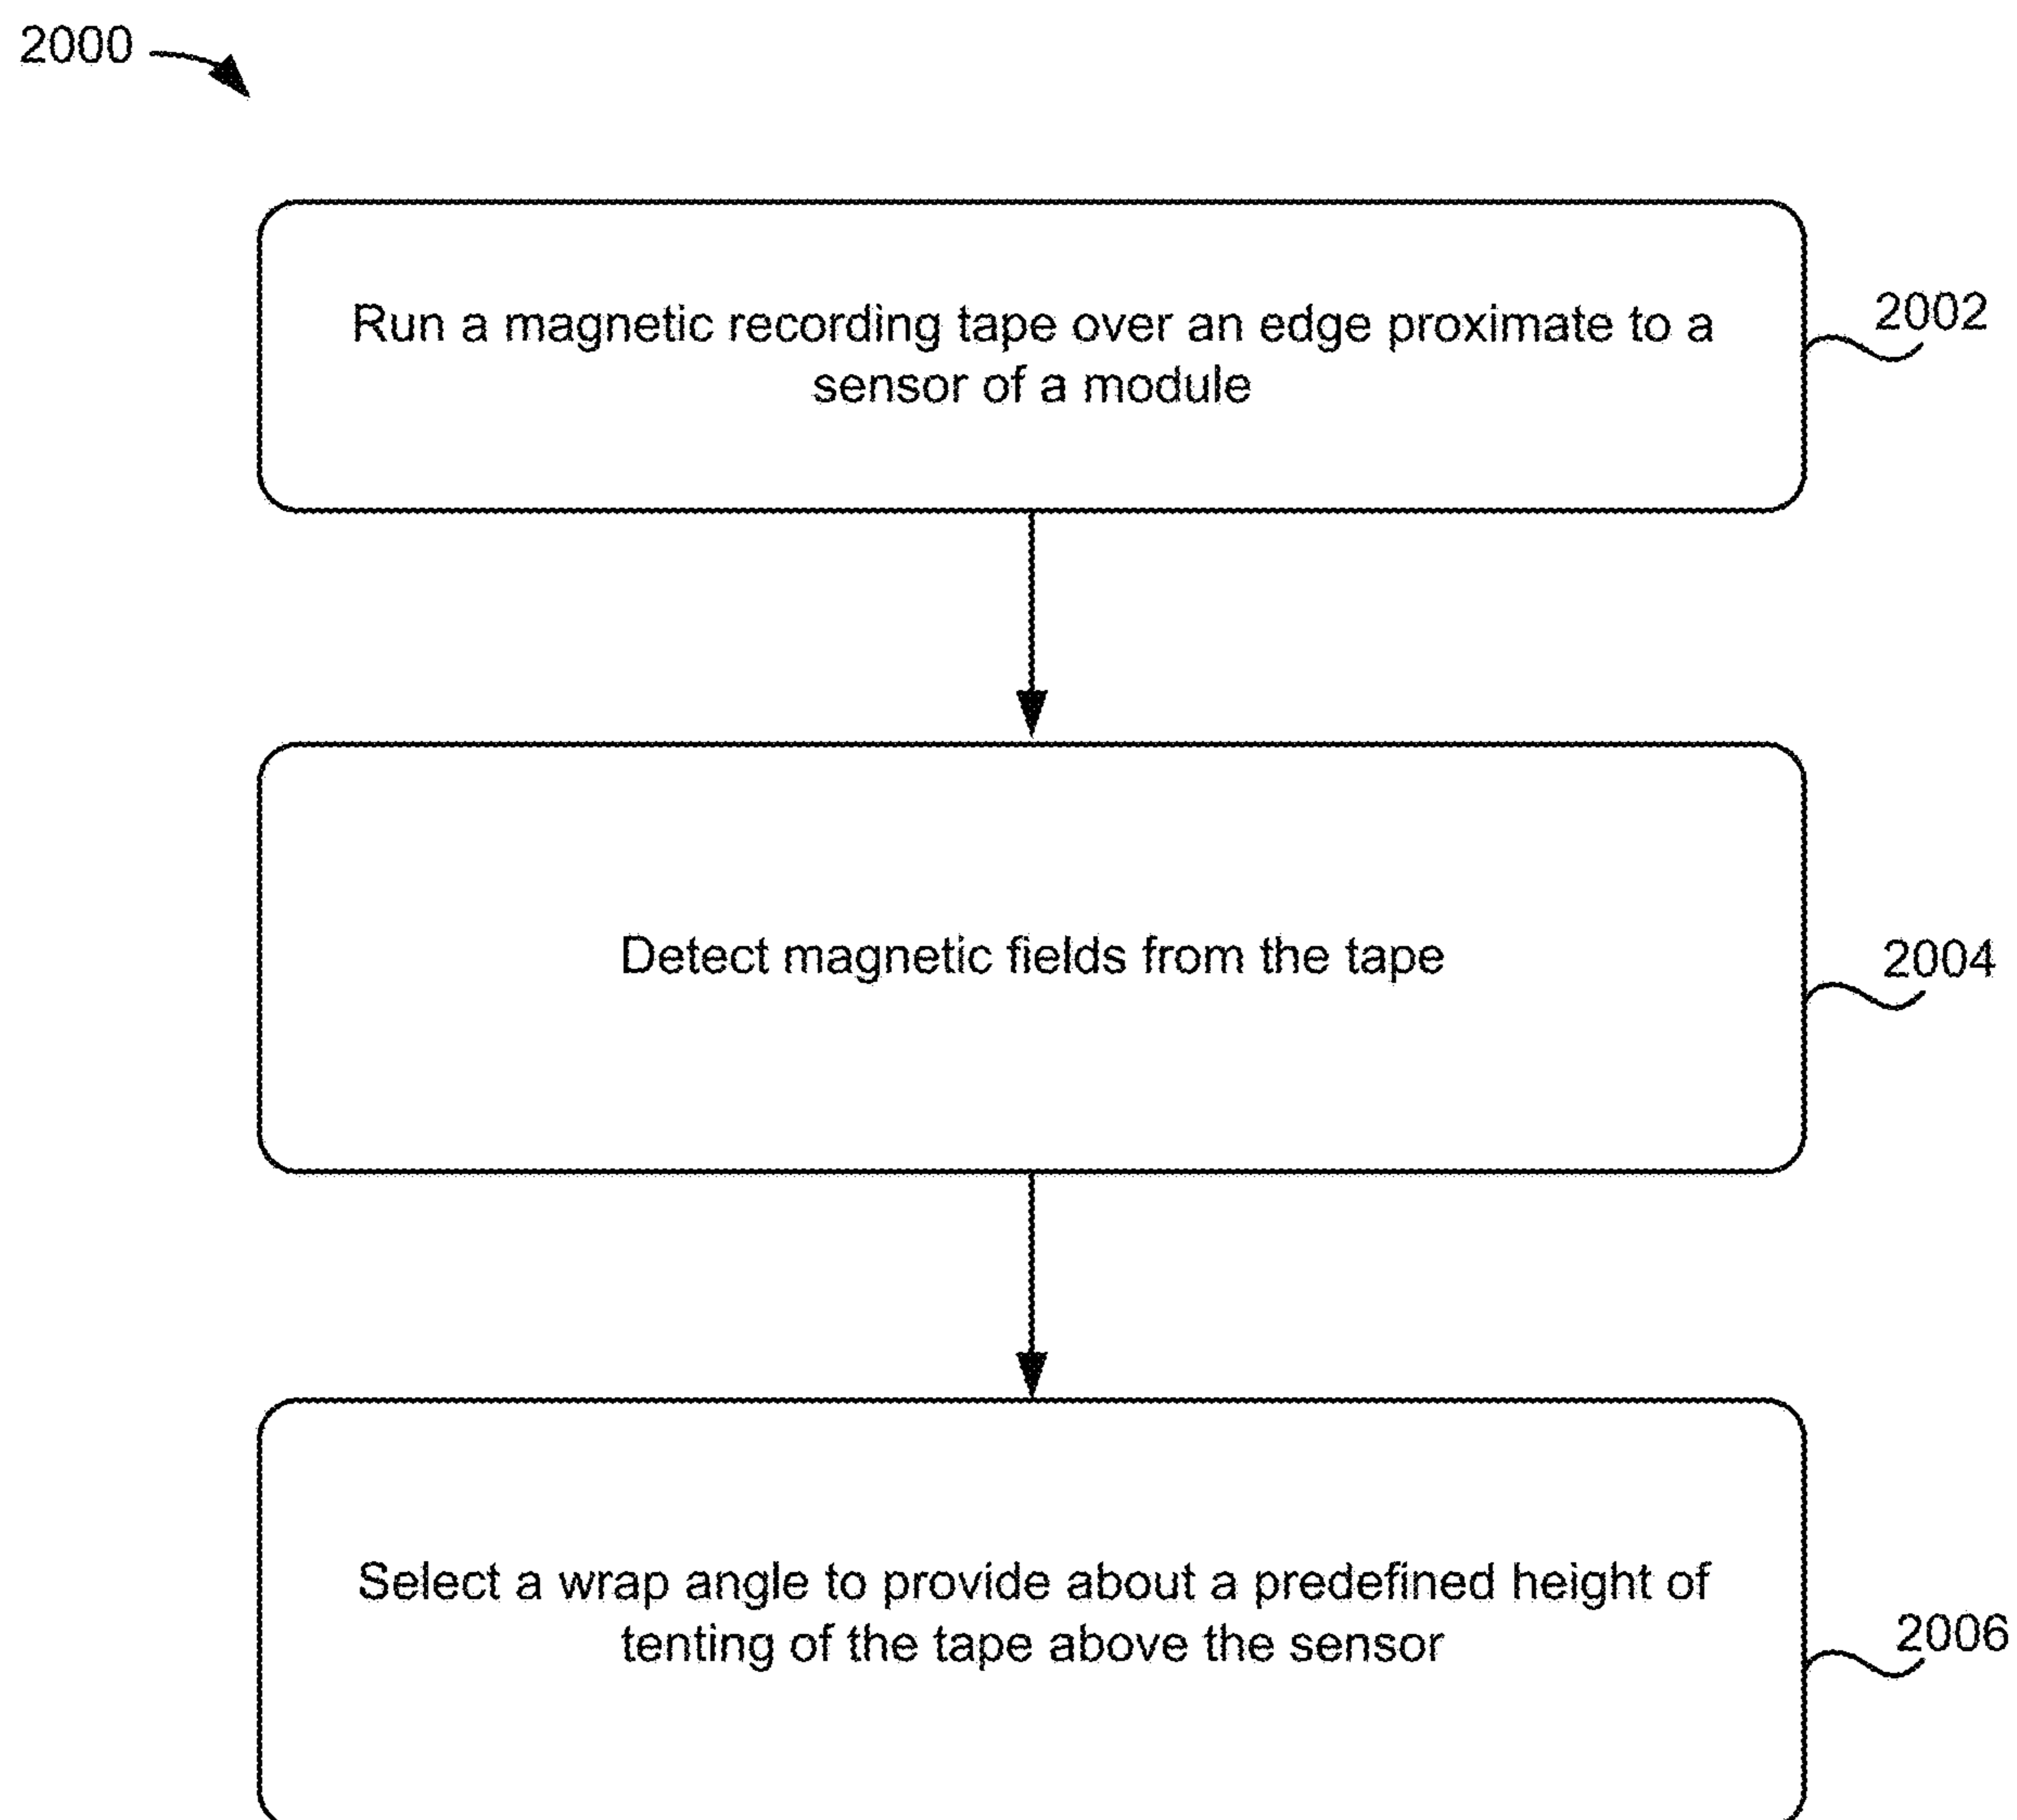 2000
Run a magnetic recording tape over an edge proximate to a
sensor of a module
2002
Detect magnetic fields from the tape
2004
Select a wrap angle to provide about a predefined height of
tenting of the tape above the sensor
2006